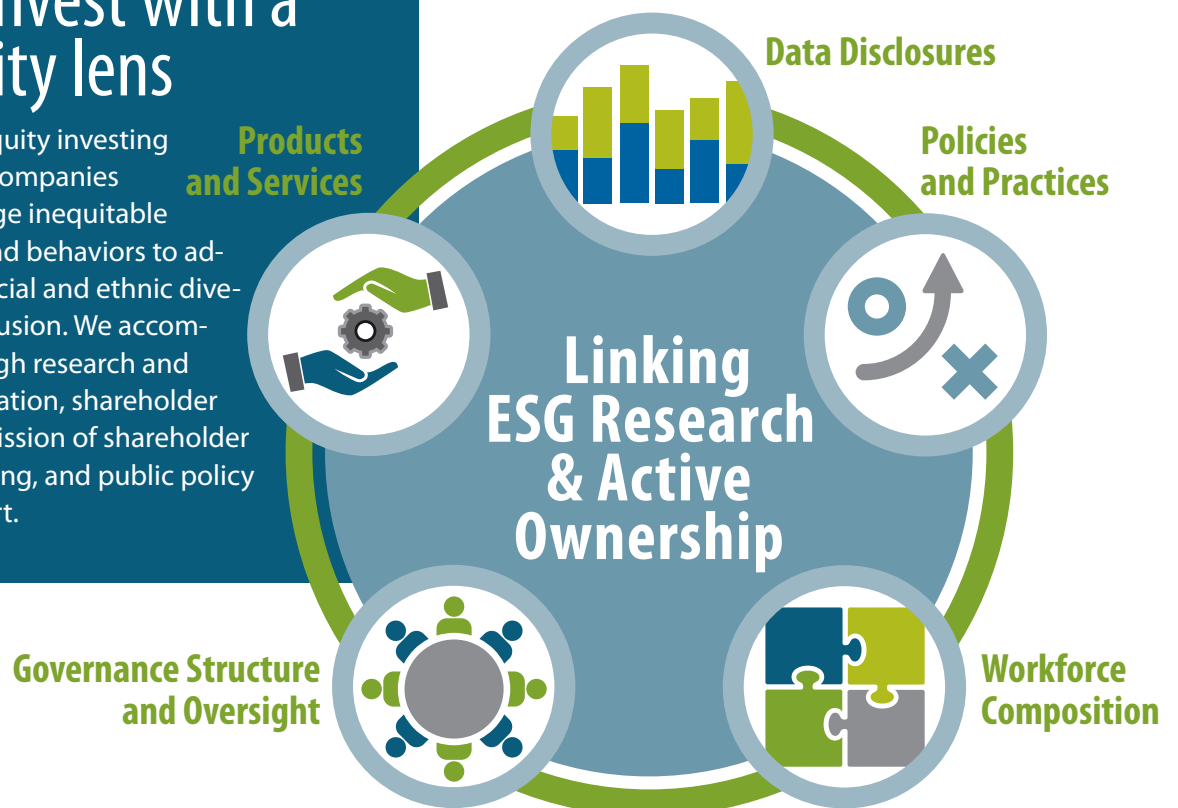 nvest with a
ity lens
quity investing
ompanies
ge inequitable
nd behaviors to ad-
cial and ethnic dive-
usion. We accom-
gh research and
ation, shareholder
ission of shareholder
ng, and public policy
rt.
Data Disclosures
Products
and Services
Policies
and Practices
Linking
ESG Research
& Active
Ownership
Governance Structure
and Oversight
Workforce
Composition